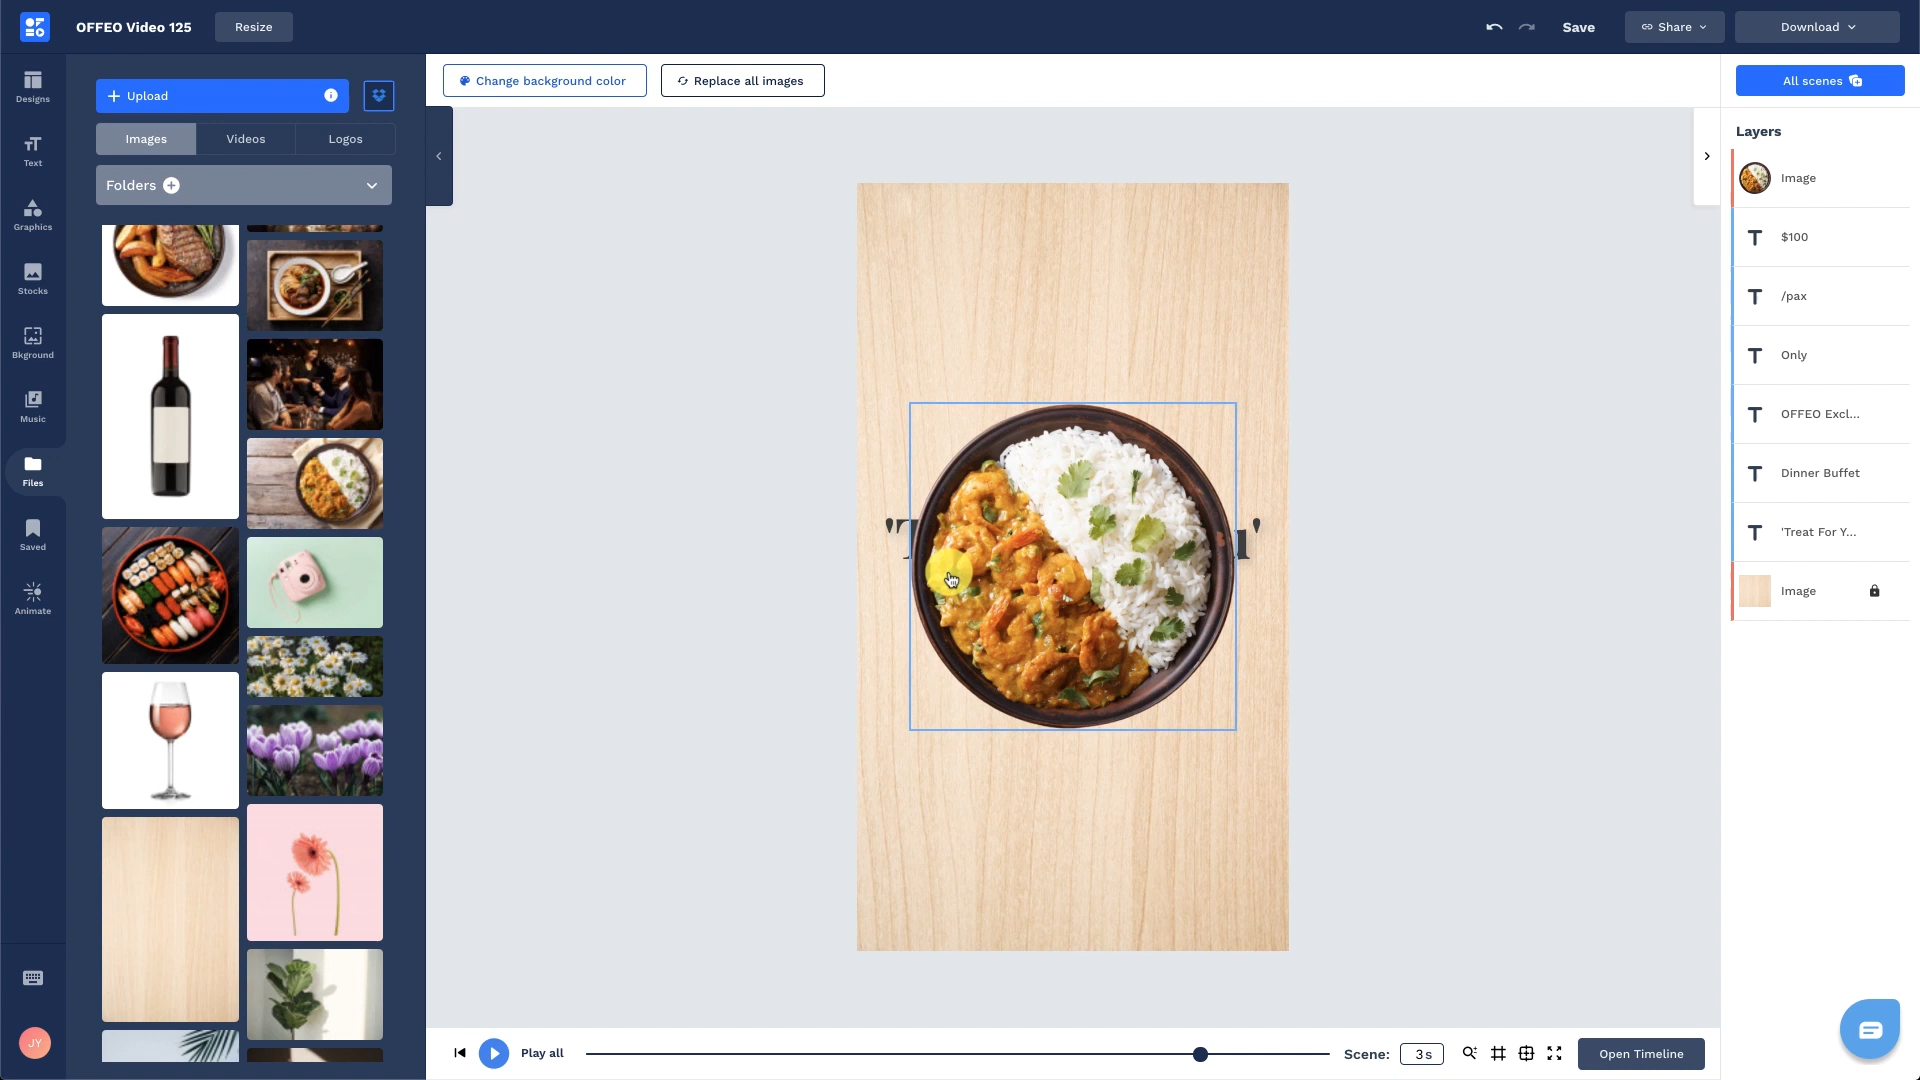 OFFEO Video 125
Resize
Save
Share
Download
Designs
Text
Graphics
Stocks
Bkground
Music
Files
Saved
Animate
JY
Upload
Images
Videos
Logos
Folders
Change background color
Replace all images
All scenes
Layers
Image
$100
/pax
Only
OFFEO Excl...
Dinner Buffet
'Treat For Y...
Image
Play all
Scene:
3s
Open Timeline